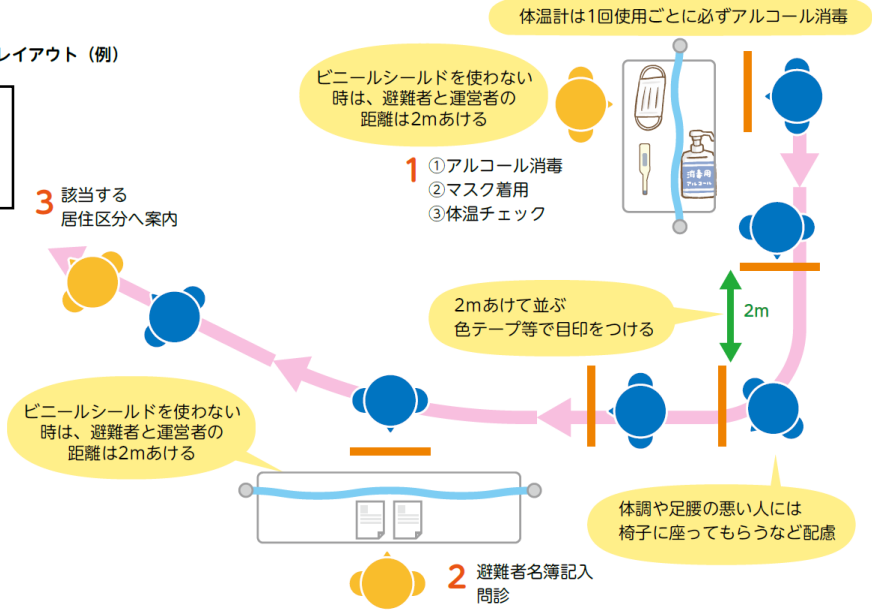 体温計は1回使用ごとに必ずアルコール消毒
レイアウト（例）
ビニールシールドを使わない
時は、避難者と運営者の
距離は2mあける
1 ①アルコール消毒
②マスク着用
③体温チェック
消毒用
アルコール
3 該当する
居住区分へ案内
2mあけて並ぶ
色テープ等で目印をつける
2m
ビニールシールドを使わない
時は、避難者と運営者の
距離は2mあける
体調や足腰の悪い人には
椅子に座ってもらうなど配慮
2 避難者名簿記入
問診